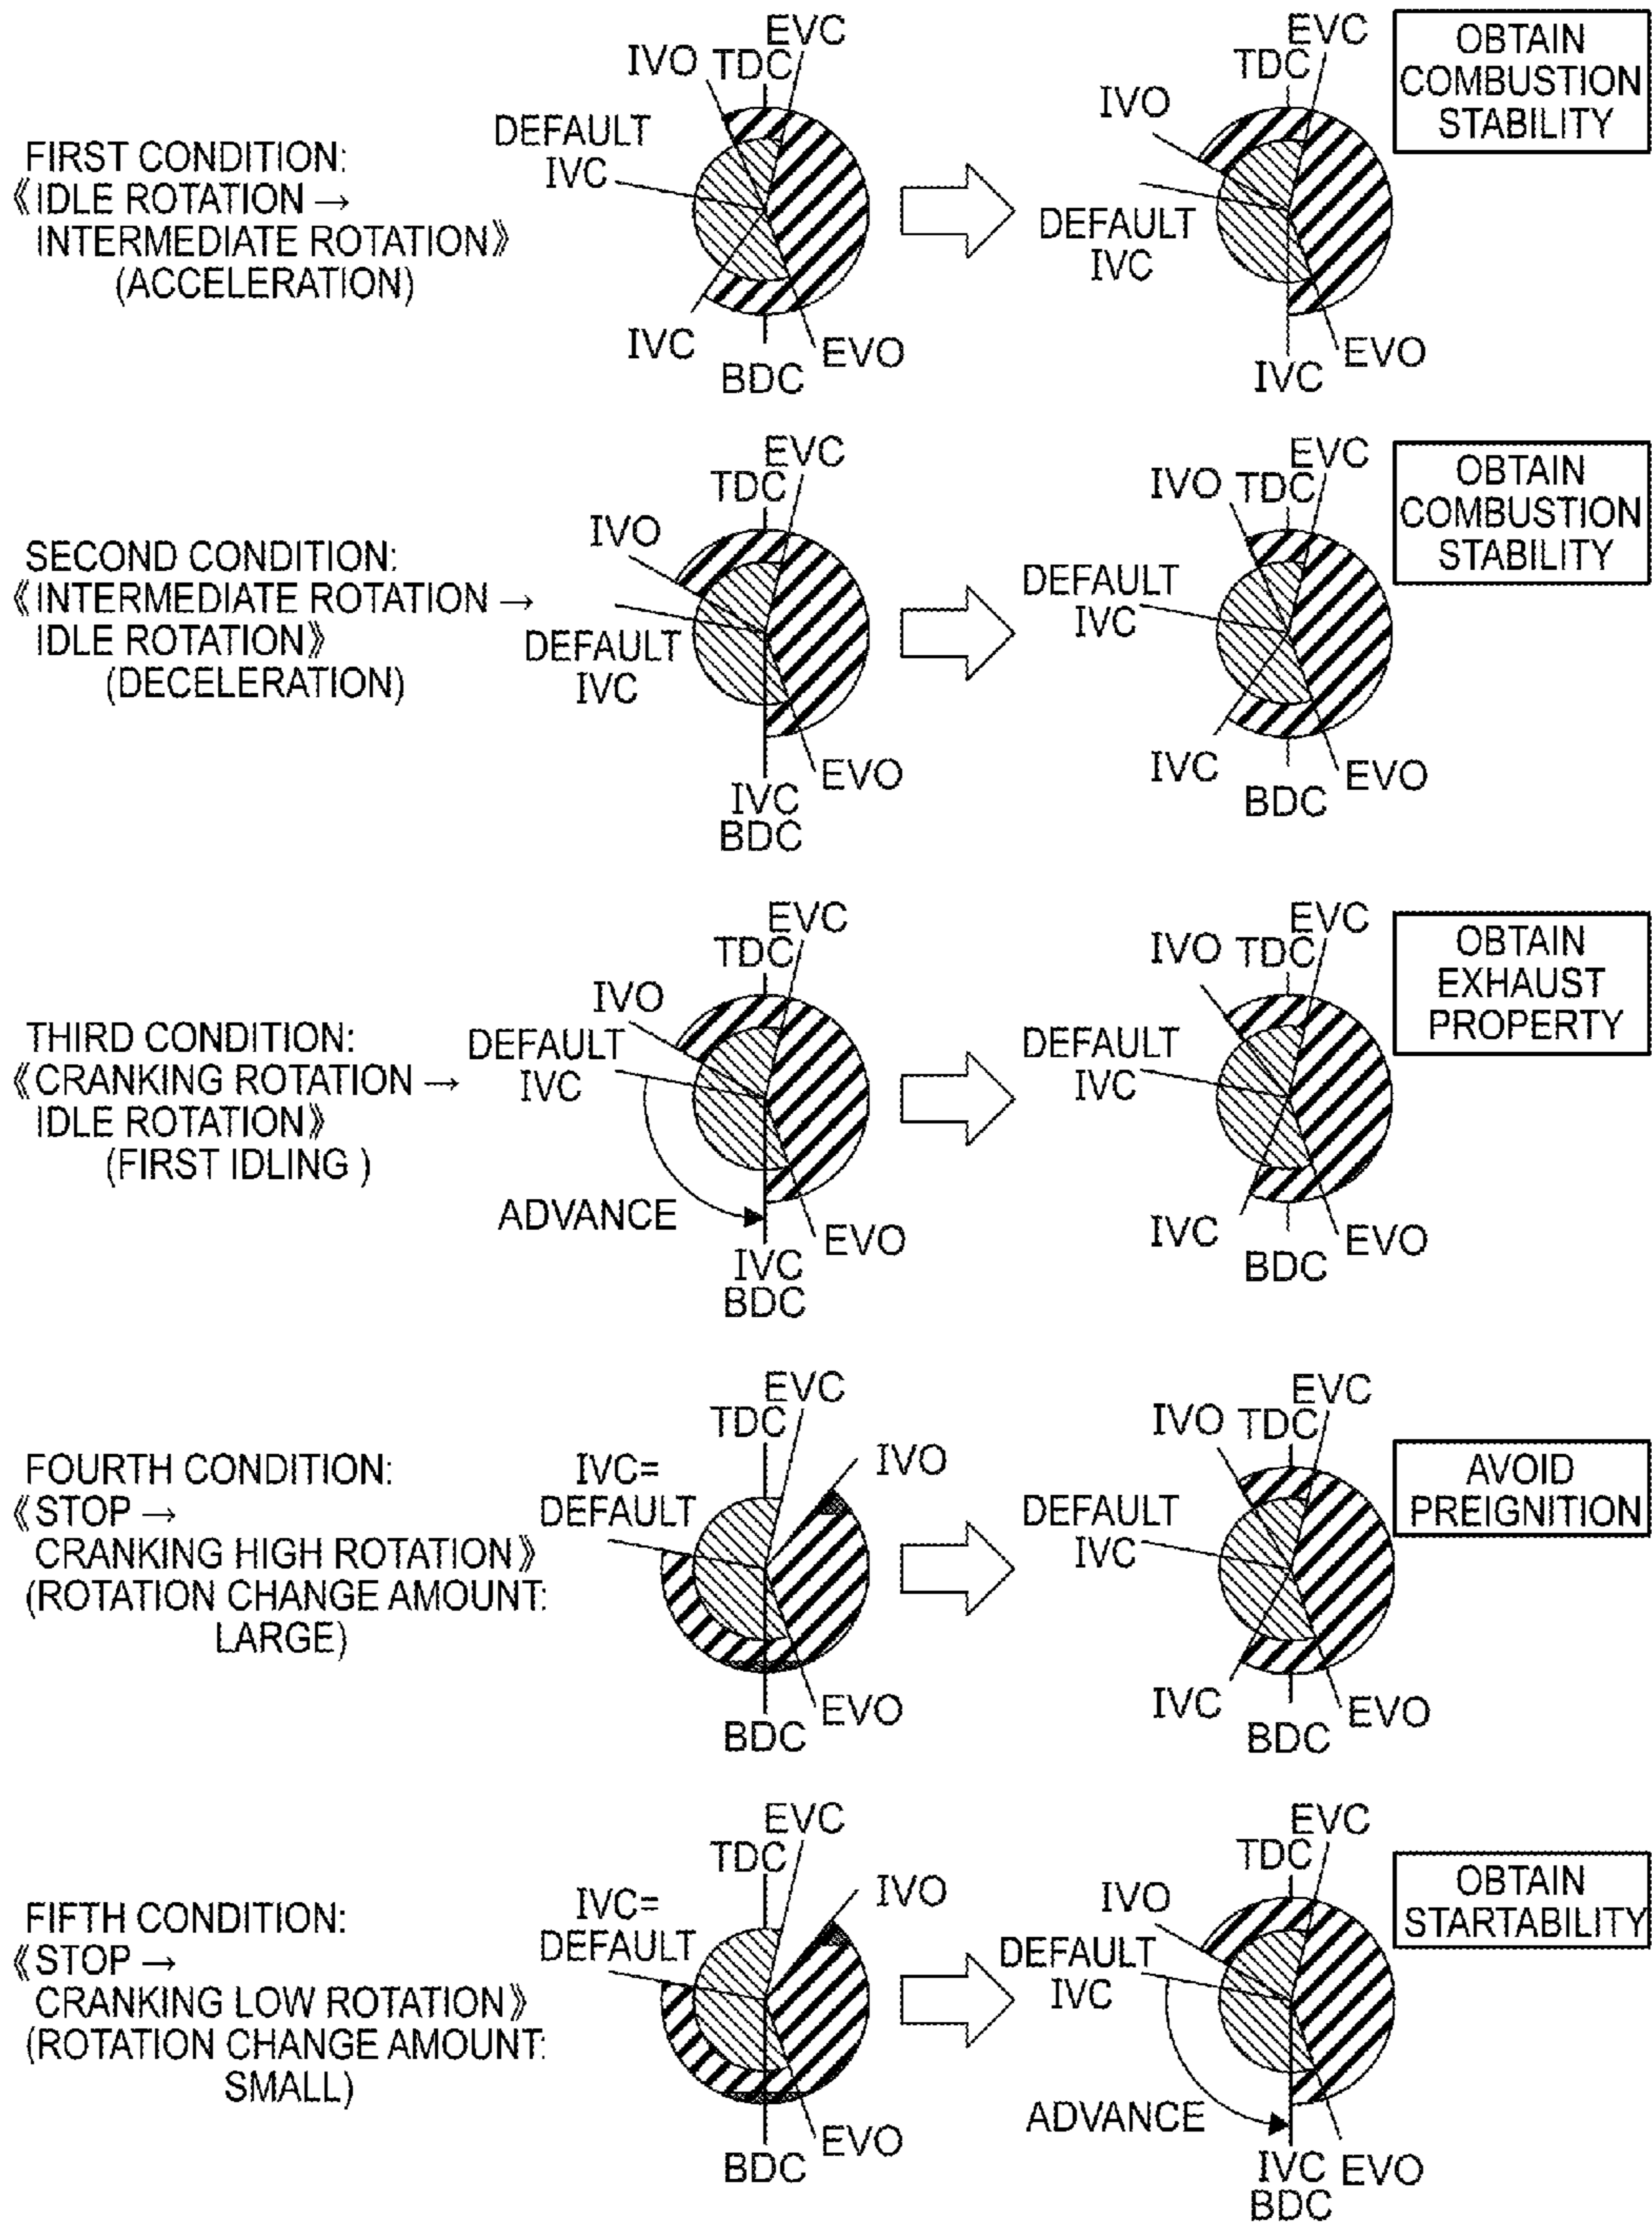 FIRST CONDITION:
《IDLE ROTATION →
INTERMEDIATE ROTATION》
(ACCELERATION)
EVC
IVO TDC
DEFAULT
IVC
IVC
EVO
BDC
EVC
TDC
IVO
DEFAULT
IVC
EVO
IVC
OBTAIN
COMBUSTION
STABILITY
SECOND CONDITION:
《INTERMEDIATE ROTATION →
IDLE ROTATION》
(DECELERATION)
EVC
TDC
IVO
DEFAULT
IVC
EVO
IVC
BDC
EVC
IVO TDC
DEFAULT
IVC
IVC
EVO
BDC
OBTAIN
COMBUSTION
STABILITY
THIRD CONDITION:
《CRANKING ROTATION →
IDLE ROTATION》
(FIRST IDLING )
EVC
TDC
IVO
DEFAULT
IVC
ADVANCE
EVO
IVC
BDC
EVC
IVO TDC
DEFAULT
IVC
IVC
EVO
BDC
OBTAIN
EXHAUST
PROPERTY
FOURTH CONDITION:
《STOP →
CRANKING HIGH ROTATION》
(ROTATION CHANGE AMOUNT:
LARGE)
EVC
TDC
IVO
IVC=
DEFAULT
EVO
BDC
EVC
IVO TDC
DEFAULT
IVC
IVC
EVO
BDC
AVOID
PREIGNITION
FIFTH CONDITION:
《STOP →
CRANKING LOW ROTATION》
(ROTATION CHANGE AMOUNT:
SMALL)
EVC
TDC
IVO
IVC=
DEFAULT
EVO
BDC
EVC
TDC
IVO
DEFAULT
IVC
ADVANCE
IVC EVO
BDC
OBTAIN
STARTABILITY